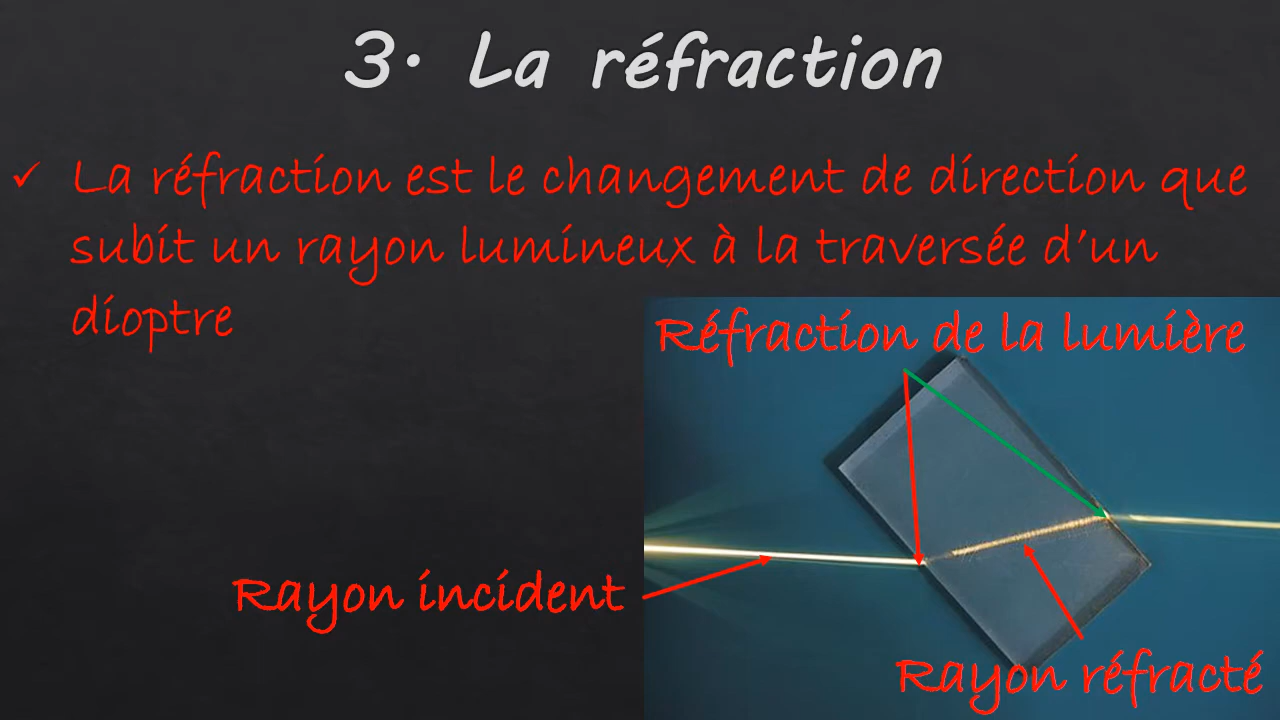 3. La réfraction
✓ La réfraction est le changement de direction que
subit un rayon lumineux à la traversée d’un
dioptre
Réfraction de la lumière
Rayon incident
Rayon réfracté